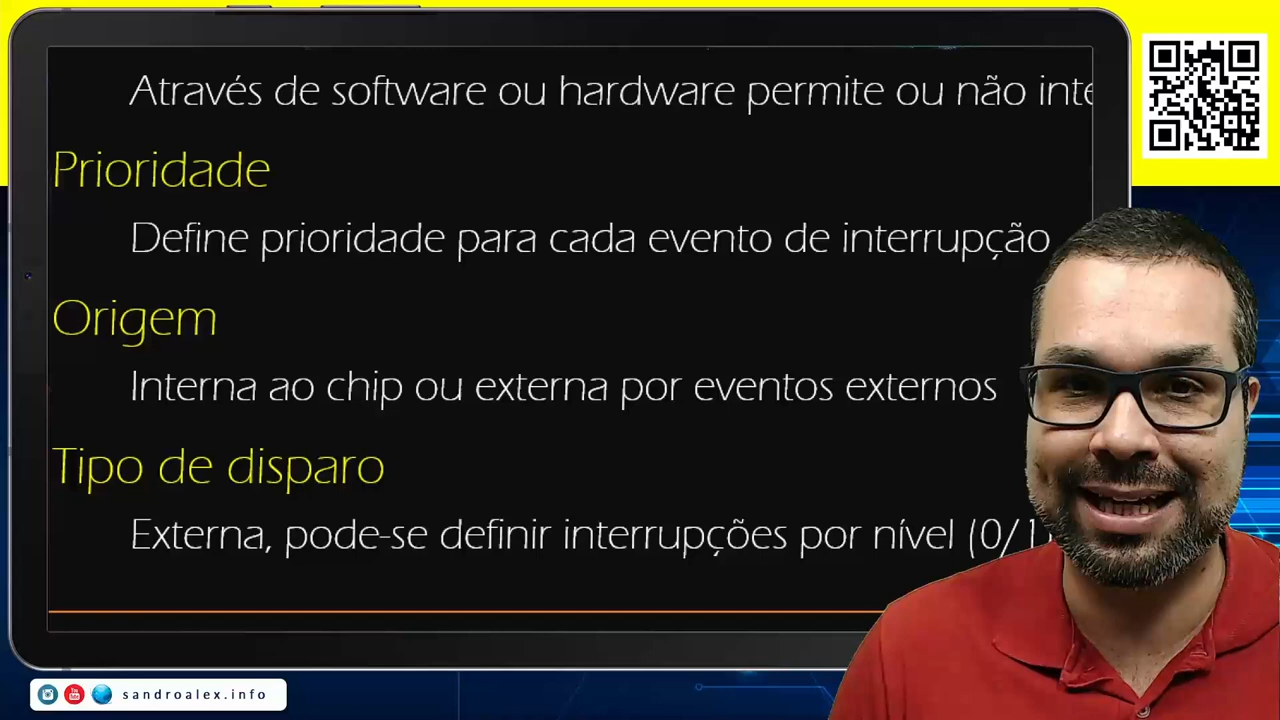 Através de software ou hardware permite ou não
Prioridade
Define prioridade para cada evento de interrupção
Origem
Interna ao chip ou externa por eventos externos
Tipo de disparo
Externa, pode-se definir interrupções por nível (0/1)
sandroalex.info